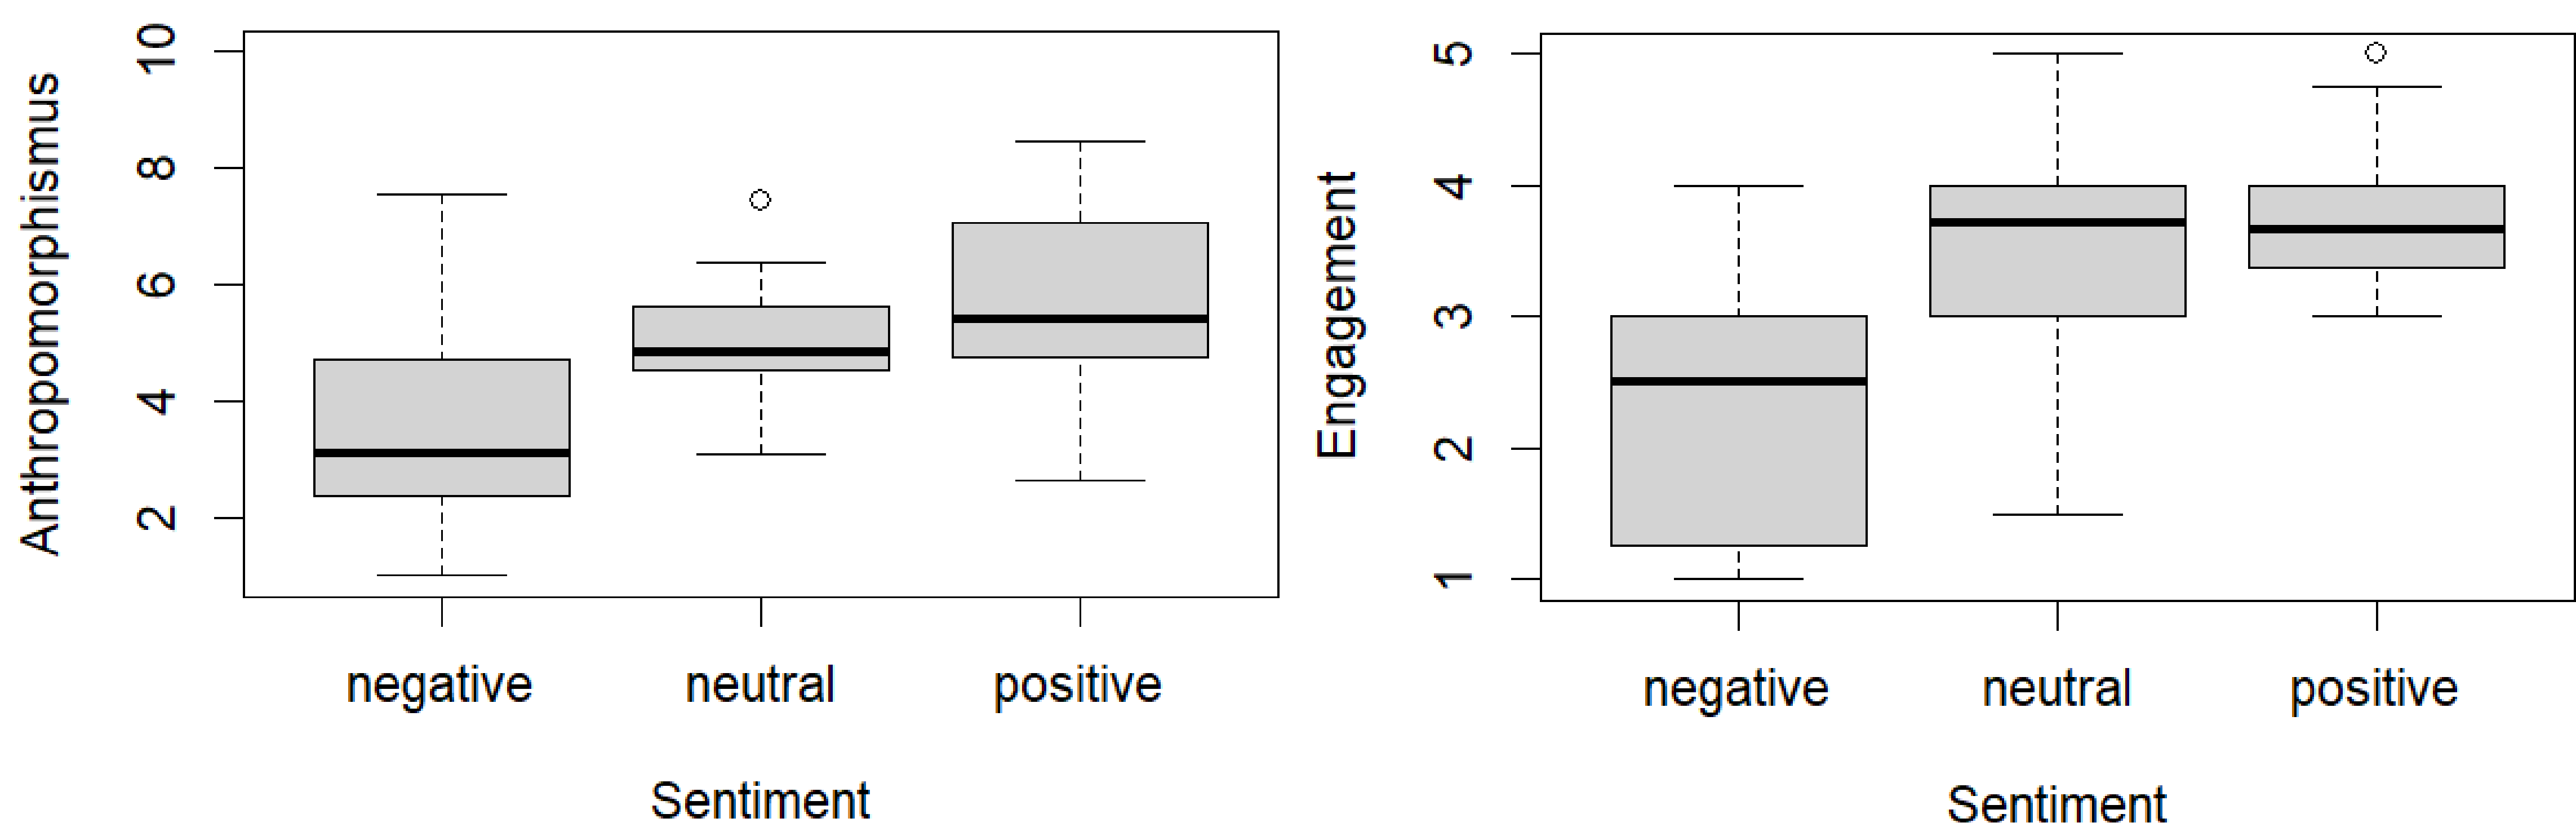 Anthropomorphismus
10
8
6
4
2
negative neutral positive
Sentiment
Engagement
5
4
3
2
1
negative neutral positive
Sentiment